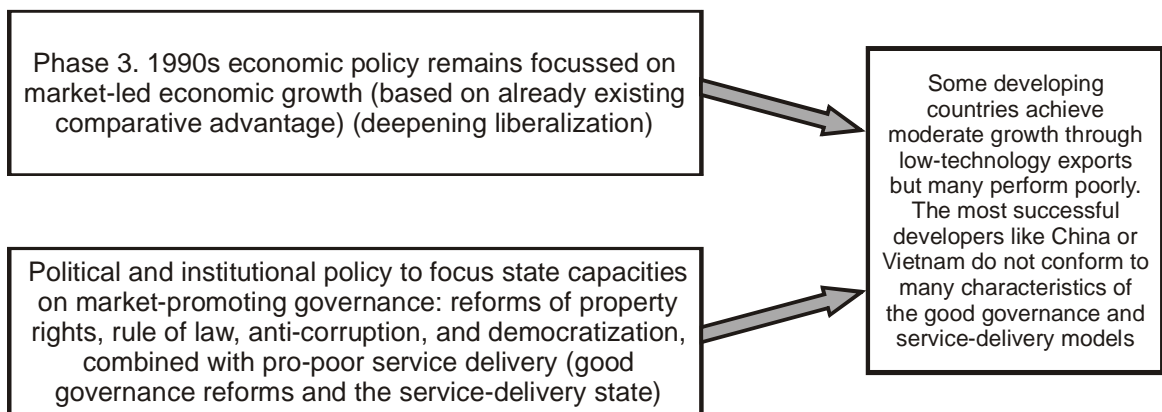 Phase 3. 1990s economic policy remains focussed on
market-led economic growth (based on already existing
comparative advantage) (deepening liberalization)
Political and institutional policy to focus state capacities
on market-promoting governance: reforms of property
rights, rule of law, anti-corruption, and democratization,
combined with pro-poor service delivery (good
governance reforms and the service-delivery state)
Some developing
countries achieve
moderate growth through
low-technology exports
but many perform poorly.
The most successful
developers like China or
Vietnam do not conform to
many characteristics of
the good governance and
service-delivery models